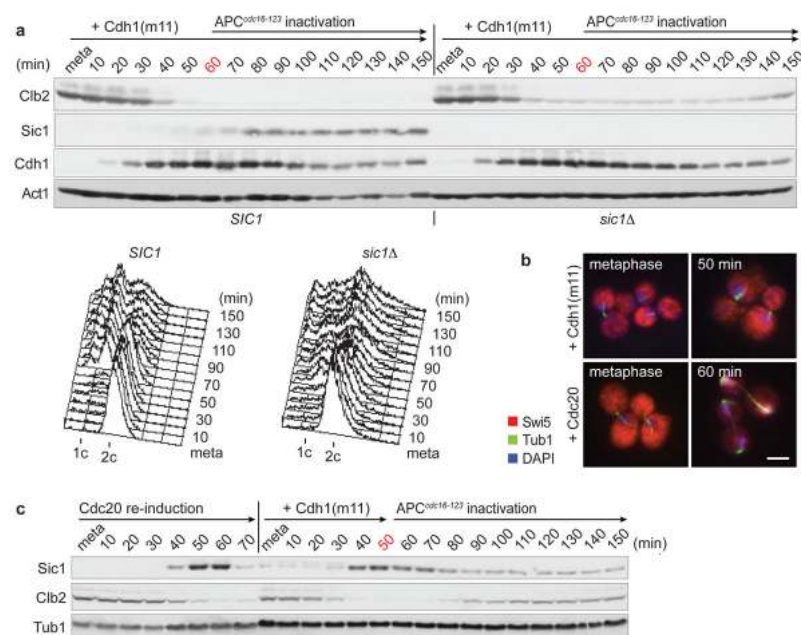 a
+ Cdh1(m11) APC^cdc16-123 inactivation + Cdh1(m11) APC^cdc16-123 inactivation
(min) meta 10 20 30 40 50 60 70 80 90 100 110 120 130 140 150 meta 10 20 30 40 50 60 70 80 90 100 110 120 130 140 150
Clb2
Sic1
Cdh1
Act1
SIC1 sic1Δ
SIC1
(min)
150
130
110
90
70
50
30
10
meta
1c 2c
sic1Δ
(min)
150
130
110
90
70
50
30
10
meta
1c 2c
b
+ Cdh1(m11)
metaphase 50 min
+ Cdc20
metaphase 60 min
Swi5
Tub1
DAPI
c
Cdc20 re-induction + Cdh1(m11) APC^cdc16-123 inactivation
meta 10 20 30 40 50 60 70 meta 10 20 30 40 50 60 70 80 90 100 110 120 130 140 150 (min)
Sic1
Clb2
Tub1